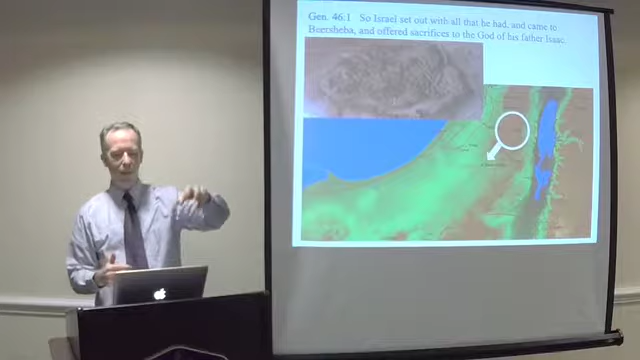 Gen. 46:1 So Israel set out with all that he had, and came to
Beersheba, and offered sacrifices to the God of his father Isaac.